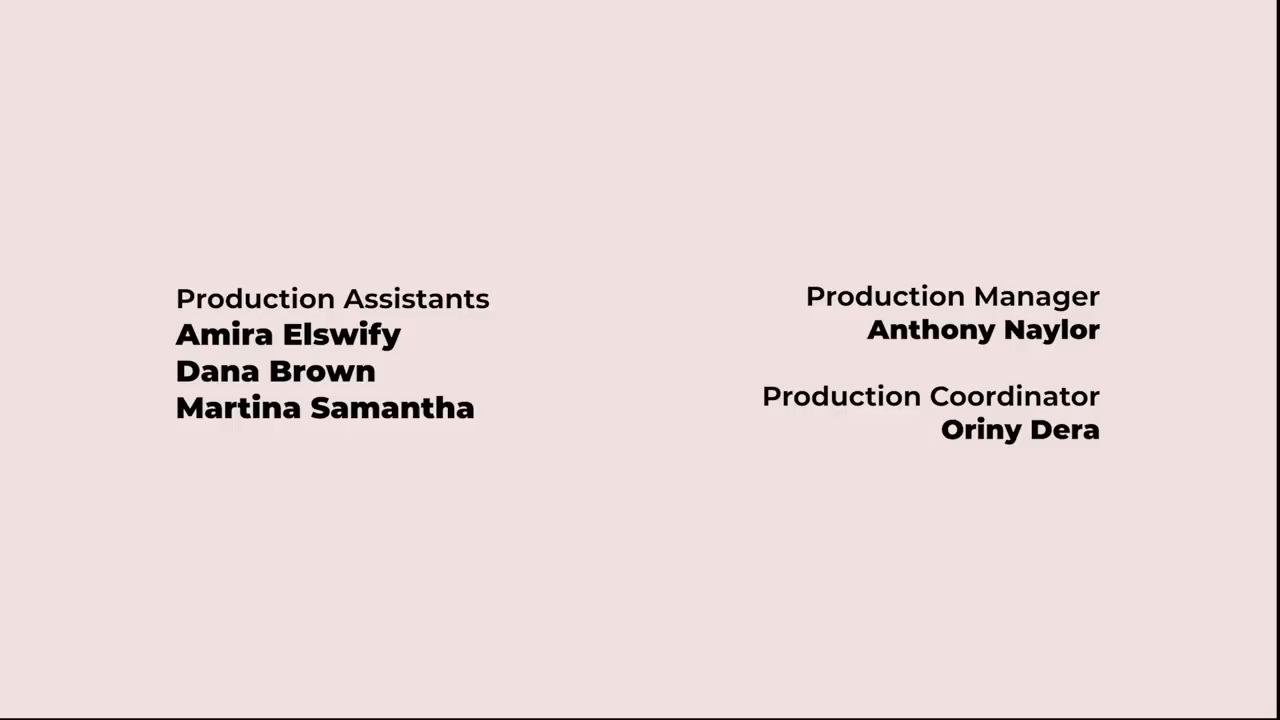 Production Assistants
Amira Elswify
Dana Brown
Martina Samantha
Production Manager
Anthony Naylor
Production Coordinator
Oriny Dera